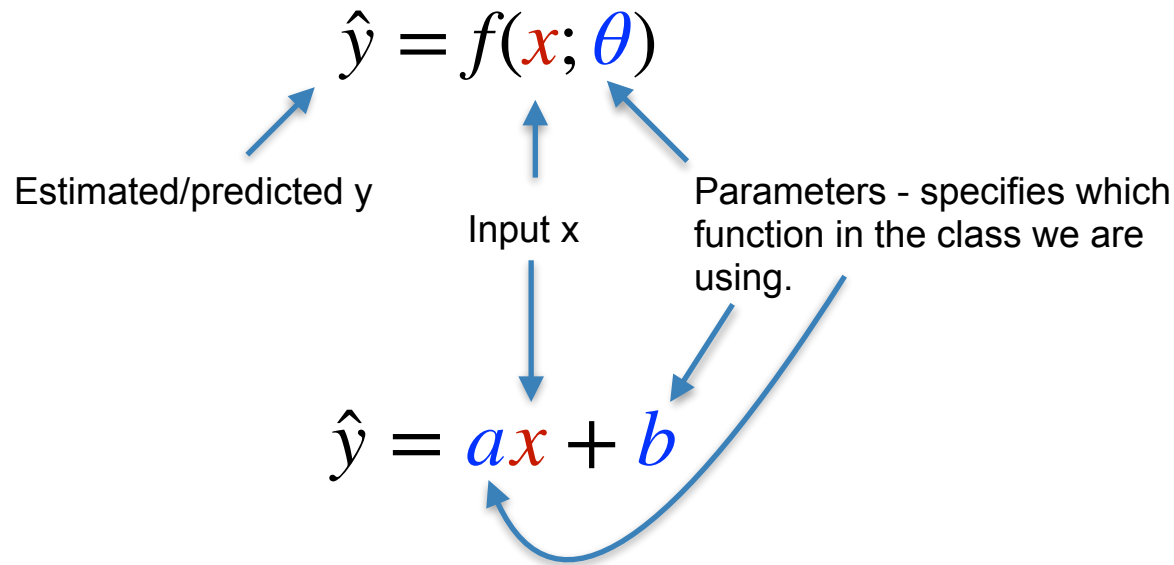 ŷ = f(x; θ)
Estimated/predicted y
Input x
Parameters - specifies which
function in the class we are
using.
ŷ = ax + b